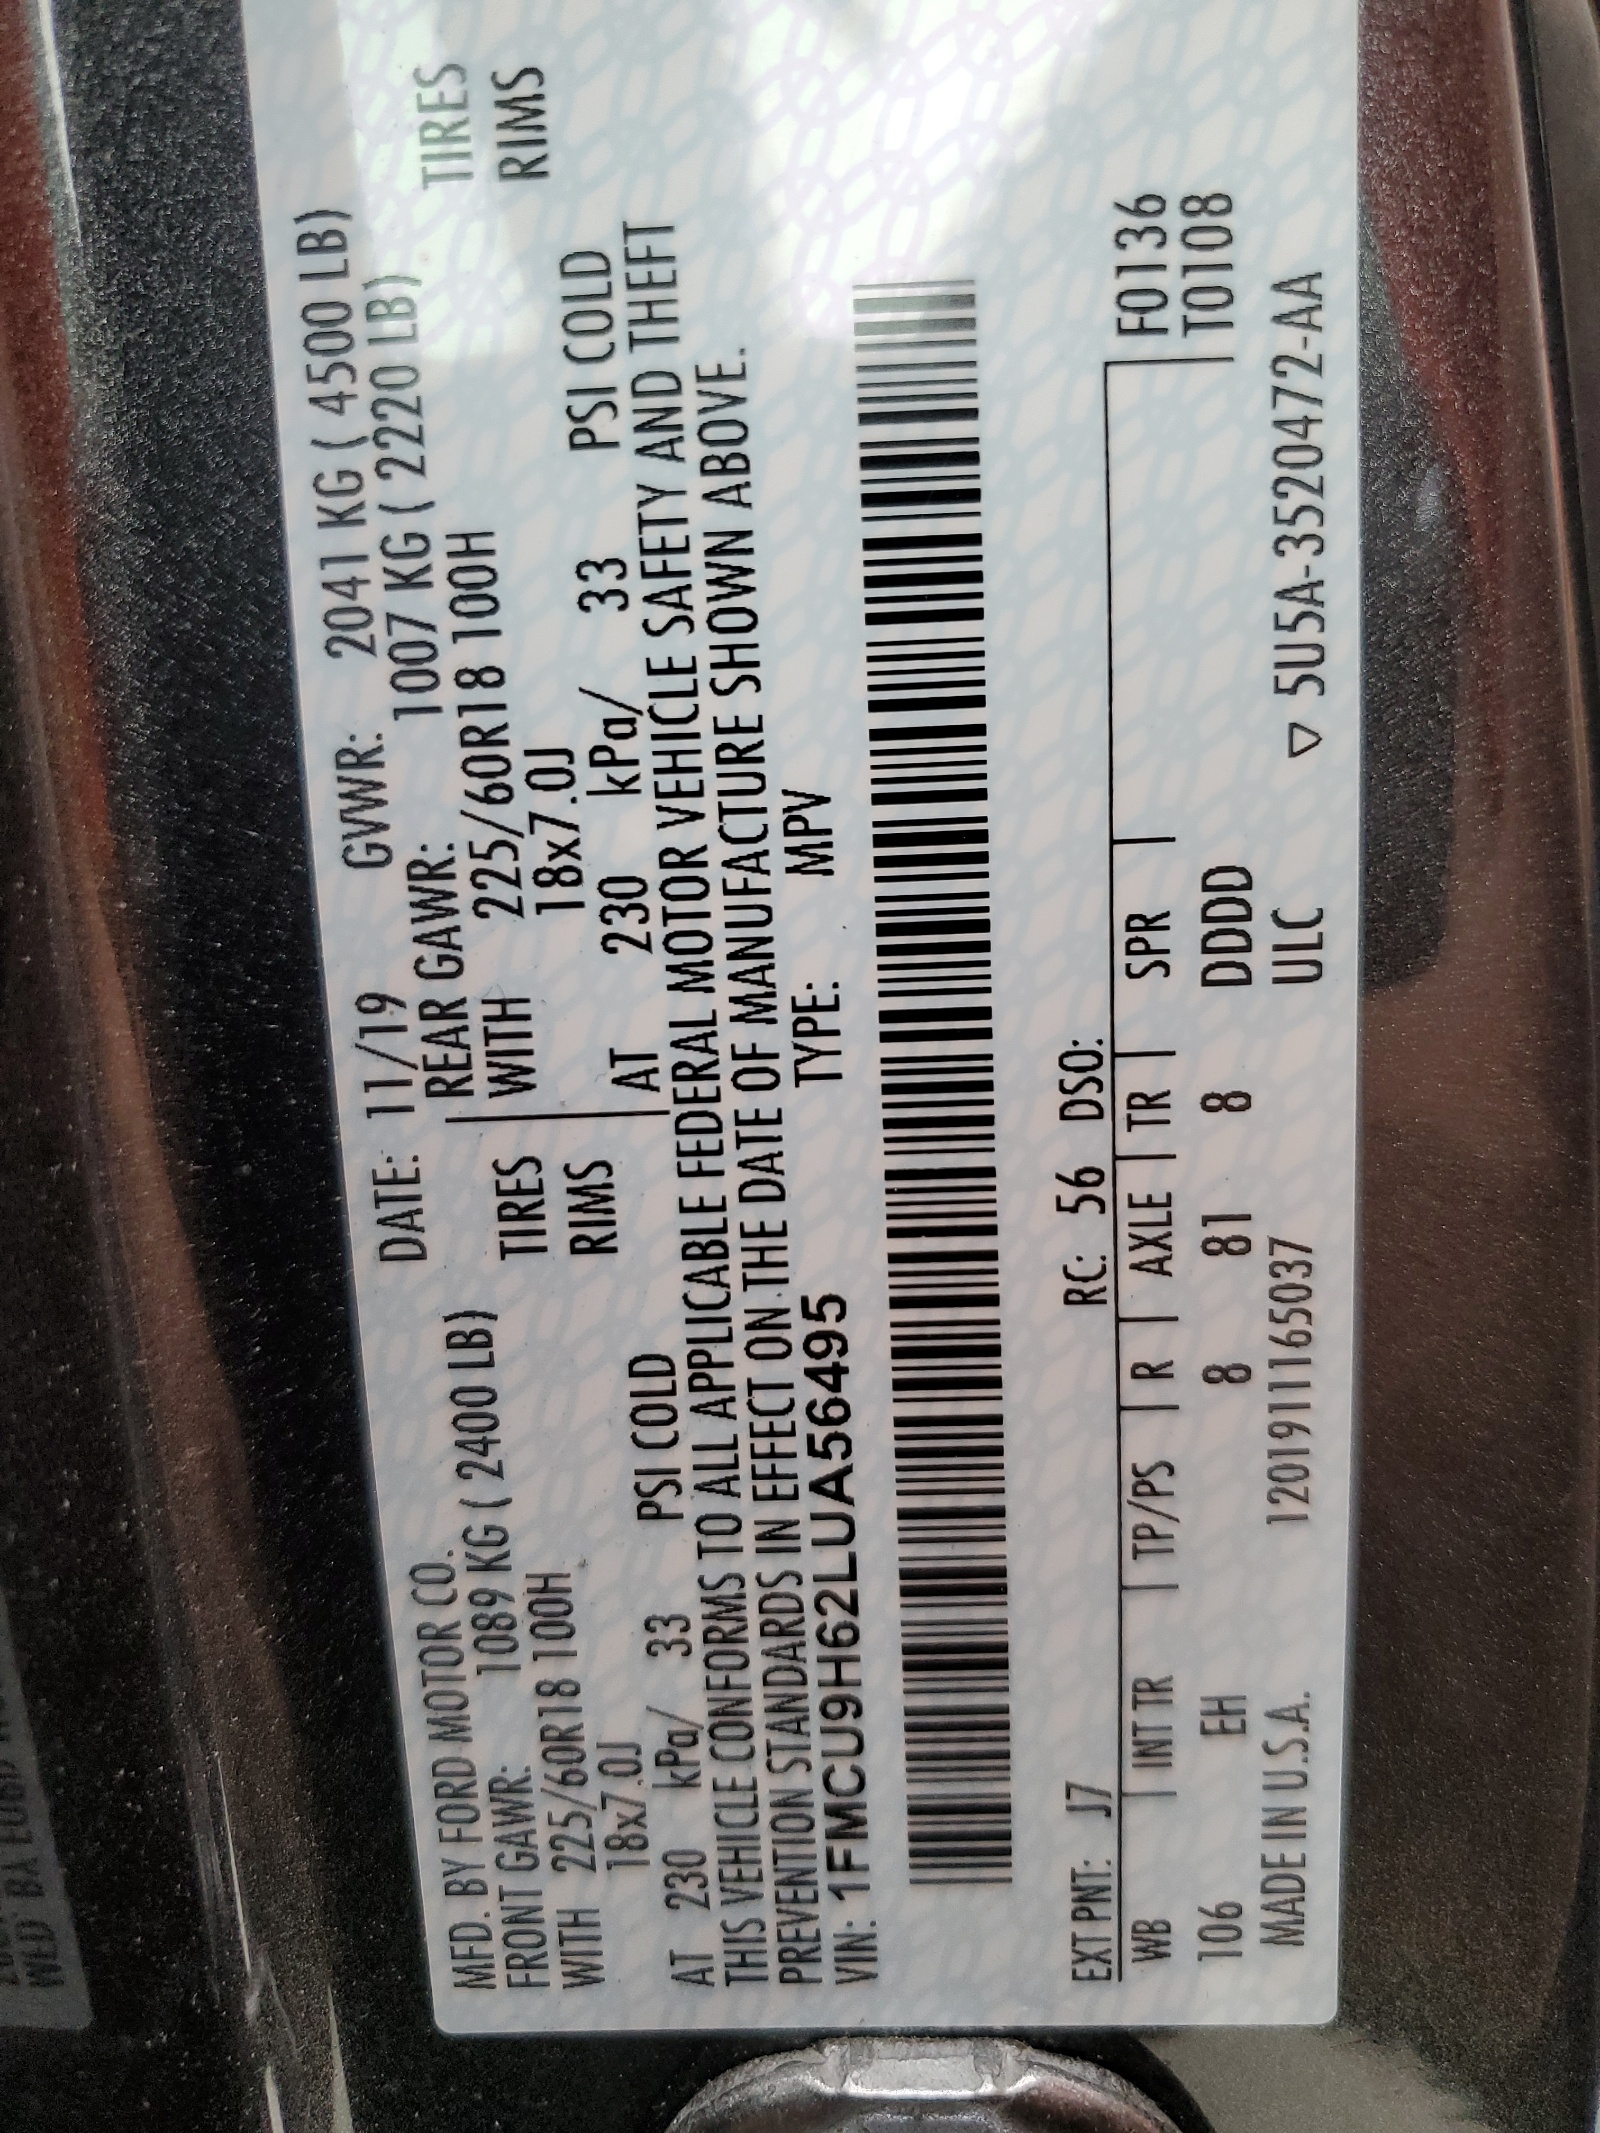 MFD. BY FORD MOTOR CO. DATE: 11/19 GVWR: 2041 KG ( 4500 LB)
FRONT GAWR: 1089 KG ( 2400 LB) REAR GAWR: 1007 KG ( 2220 LB)
WITH 225/60R18 100H TIRES WITH 225/60R18 100H TIRES
18x7.0J RIMS 18x7.0J RIMS
AT 230 kPa/ 33 PSI COLD AT 230 kPa/ 33 PSI COLD
THIS VEHICLE CONFORMS TO ALL APPLICABLE FEDERAL MOTOR VEHICLE SAFETY AND THEFT
PREVENTION STANDARDS IN EFFECT ON THE DATE OF MANUFACTURE SHOWN ABOVE.
VIN: 1FMCU9H62LUA56495 TYPE: MPV
EXT PNT: J7 RC: 56 DSO:
WB INT TR TP/PS R AXLE TR SPR F0136
106 EH 8 81 8 DDDD T0108
MADE IN U.S.A. 1201911165037 ULC ▽ 5U5A-3520472-AA